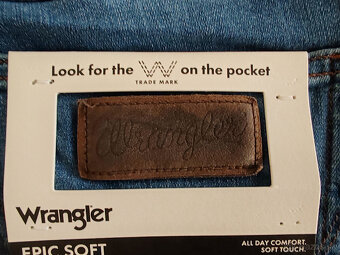 Look for the W on the pocket
TRADE MARK
Wrangler
Wrangler
ALL DAY COMFORT.
EPIC SOFT
SOFT TOUCH.